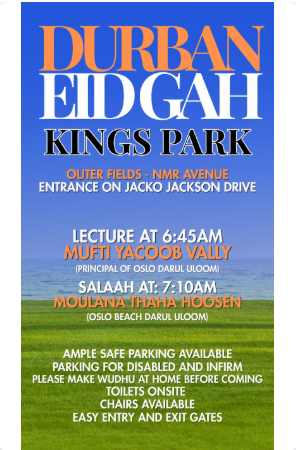 DURBAN
EID GAH
KINGS PARK
OUTER FIELDS - NMR AVENUE
ENTRANCE ON JACKO JACKSON DRIVE
LECTURE AT 6:45AM
MUFTI YACOOB VALLY
(PRINCIPAL OF OSLO DARUL ULOOM)
SALAAH AT: 7:10AM
MOULANA THAHA HOOSEN
(OSLO BEACH DARUL ULOOM)
AMPLE SAFE PARKING AVAILABLE
PARKING FOR DISABLED AND INFIRM
PLEASE MAKE WUDHU AT HOME BEFORE COMING
TOILETS ONSITE
CHAIRS AVAILABLE
EASY ENTRY AND EXIT GATES